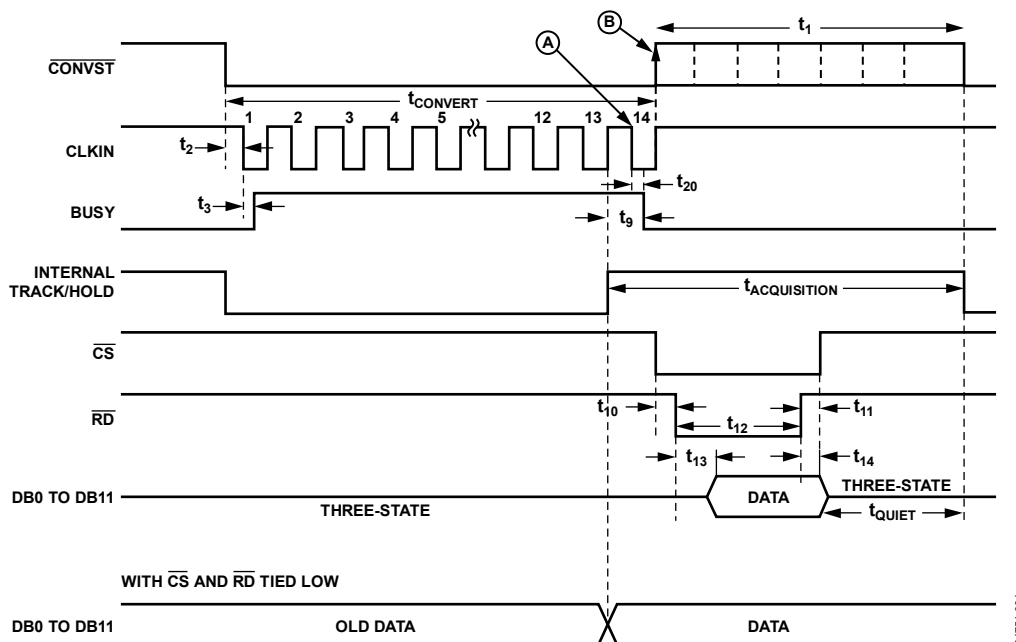 B
t1
A
CONVST
tCONVERT
1 2 3 4 5 12 13 14
t2
CLKIN
t20
t3
BUSY
t9
INTERNAL
TRACK/HOLD
tACQUISITION
CS
t10
t11
RD
t12
t13
t14
DB0 TO DB11
THREE-STATE
DATA
THREE-STATE
tQUIET
WITH CS AND RD TIED LOW
DB0 TO DB11
OLD DATA
DATA